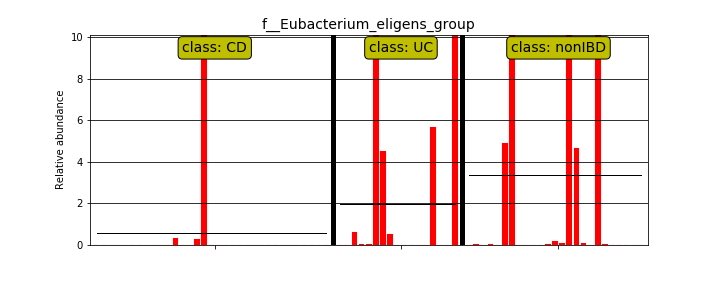 f__Eubacterium_eligens_group
class: CD
class: UC
class: nonIBD
Relative abundance
10
8
6
4
2
0